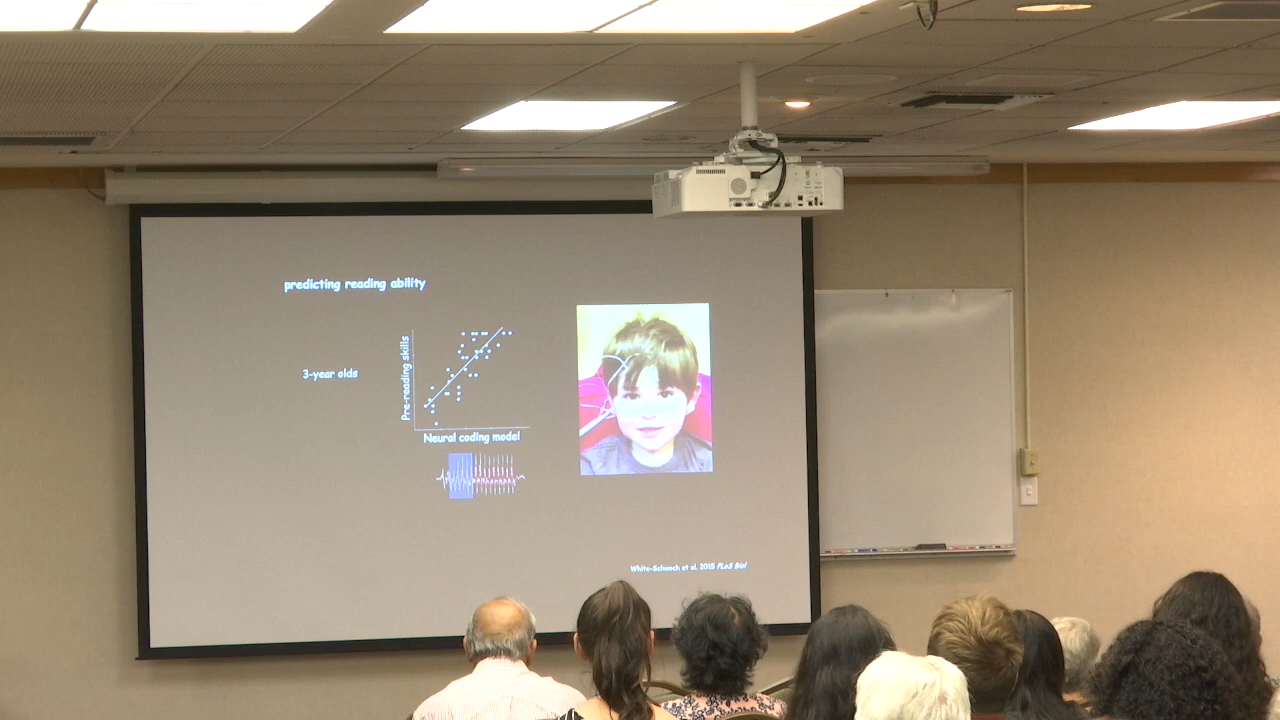 predicting reading ability
3-year olds
Pre-reading skills
Neural coding model
White-Schwoch et al. 2015 PLoS Biol